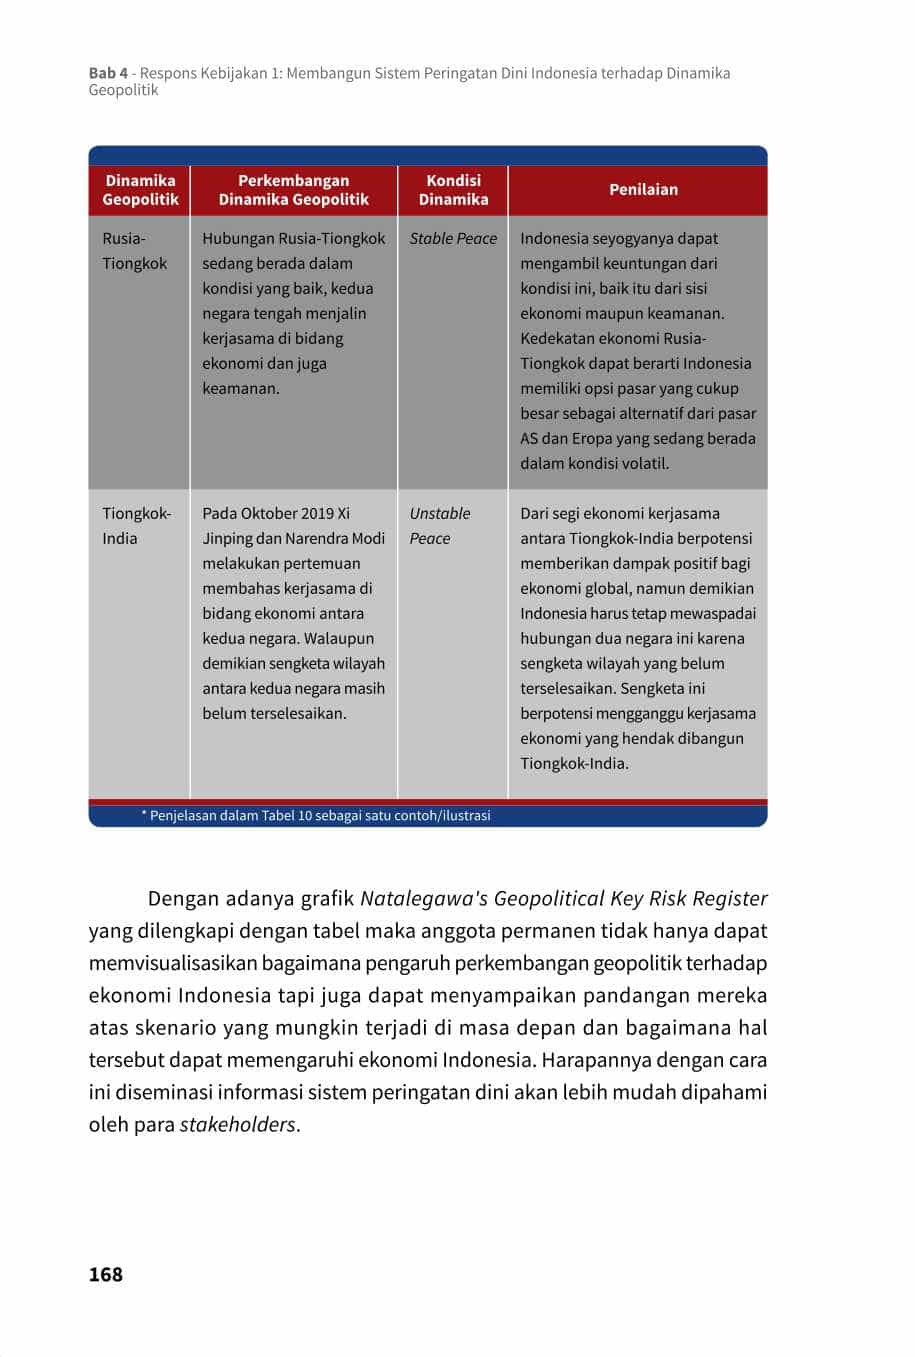 Bab 4 - Respons Kebijakan 1: Membangun Sistem Peringatan Dini Indonesia terhadap Dinamika
Geopolitik
Dinamika
Geopolitik
Perkembangan
Dinamika Geopolitik
Kondisi
Dinamika
Penilaian
Rusia-
Tiongkok
Hubungan Rusia-Tiongkok
sedang berada dalam
kondisi yang baik, kedua
negara tengah menjalin
kerjasama di bidang
ekonomi dan juga
keamanan.
Stable Peace
Indonesia seyogyanya dapat
mengambil keuntungan dari
kondisi ini, baik itu dari sisi
ekonomi maupun keamanan.
Kedekatan ekonomi Rusia-
Tiongkok dapat berarti Indonesia
memiliki opsi pasar yang cukup
besar sebagai alternatif dari pasar
AS dan Eropa yang sedang berada
dalam kondisi volatil.
Tiongkok-
India
Pada Oktober 2019 Xi
Jinping dan Narendra Modi
melakukan pertemuan
membahas kerjasama di
bidang ekonomi antara
kedua negara. Walaupun
demikian sengketa wilayah
antara kedua negara masih
belum terselesaikan.
Unstable
Peace
Dari segi ekonomi kerjasama
antara Tiongkok-India berpotensi
memberikan dampak positif bagi
ekonomi global, namun demikian
Indonesia harus tetap mewaspadai
hubungan dua negara ini karena
sengketa wilayah yang belum
terselesaikan. Sengketa ini
berpotensi mengganggu kerjasama
ekonomi yang hendak dibangun
Tiongkok-India.
* Penjelasan dalam Tabel 10 sebagai satu contoh/ilustrasi
Dengan adanya grafik Natalegawa's Geopolitical Key Risk Register
yang dilengkapi dengan tabel maka anggota permanen tidak hanya dapat
memvisualisasikan bagaimana pengaruh perkembangan geopolitik terhadap
ekonomi Indonesia tapi juga dapat menyampaikan pandangan mereka
atas skenario yang mungkin terjadi di masa depan dan bagaimana hal
tersebut dapat memengaruhi ekonomi Indonesia. Harapannya dengan cara
ini diseminasi informasi sistem peringatan dini akan lebih mudah dipahami
oleh para stakeholders.
168